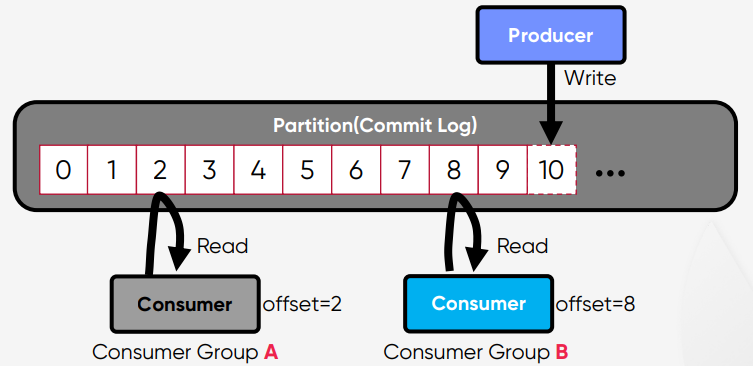 Producer
Write
Partition(Commit Log)
0 1 2 3 4 5 6 7 8 9 10 ...
Read
Read
Consumer offset=2
Consumer offset=8
Consumer Group A
Consumer Group B